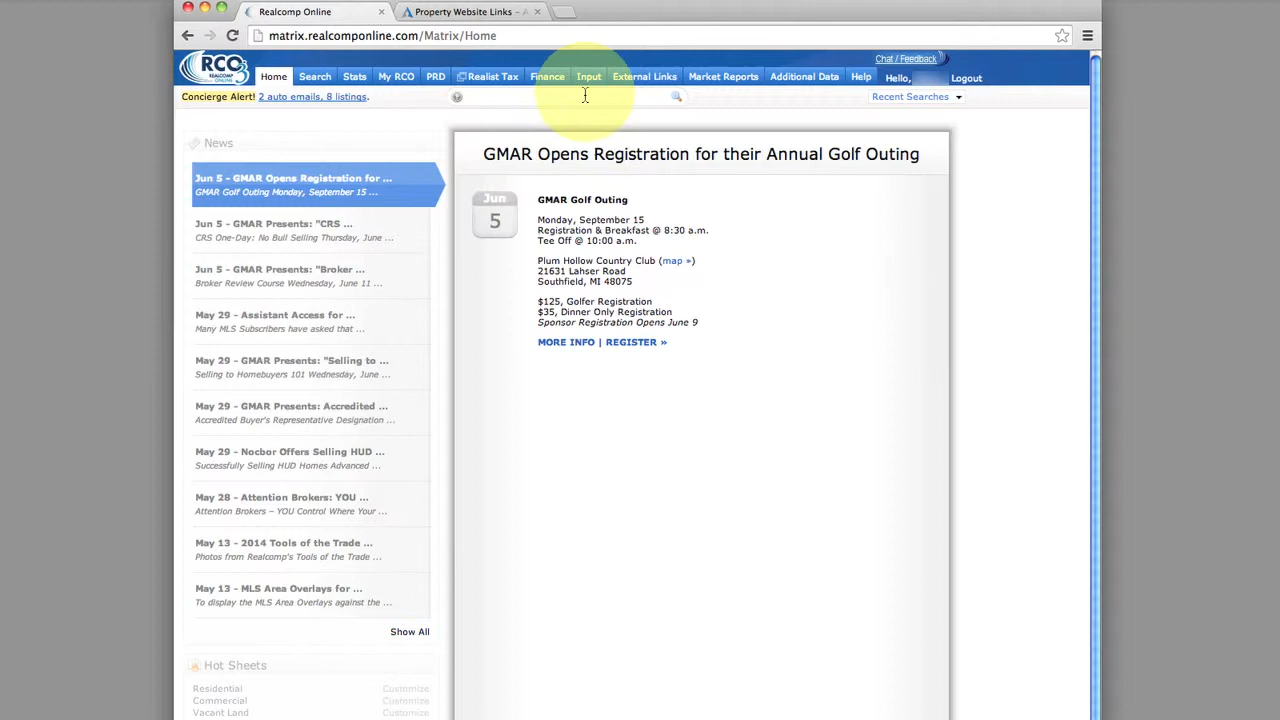 Realcomp Online
Property Website Links – A
matrix.realcomponline.com/Matrix/Home
Chat / Feedback
RCO3
REALCOMP ONLINE
Home Search Stats My RCO PRD Realist Tax Finance Input External Links Market Reports Additional Data Help Hello, Logout
Concierge Alert! 2 auto emails, 8 listings.
Recent Searches
News
Jun 5 - GMAR Opens Registration for ...
GMAR Golf Outing Monday, September 15 ...
Jun 5 - GMAR Presents: "CRS ...
CRS One-Day: No Bull Selling Thursday, June ...
Jun 5 - GMAR Presents: "Broker ...
Broker Review Course Wednesday, June 11 ...
May 29 - Assistant Access for ...
Many MLS Subscribers have asked that ...
May 29 - GMAR Presents: "Selling to ...
Selling to Homebuyers 101 Wednesday, June ...
May 29 - GMAR Presents: Accredited ...
Accredited Buyer's Representative Designation ...
May 29 - Nocbor Offers Selling HUD ...
Successfully Selling HUD Homes Advanced ...
May 28 - Attention Brokers: YOU ...
Attention Brokers – YOU Control Where Your ...
May 13 - 2014 Tools of the Trade ...
Photos from Realcomp's Tools of the Trade ...
May 13 - MLS Area Overlays for ...
To display the MLS Area Overlays against the ...
Show All
Hot Sheets
Residential Customize
Commercial Customize
Vacant Land Customize
GMAR Opens Registration for their Annual Golf Outing
Jun
5
GMAR Golf Outing
Monday, September 15
Registration & Breakfast @ 8:30 a.m.
Tee Off @ 10:00 a.m.
Plum Hollow Country Club (map »)
21631 Lahser Road
Southfield, MI 48075
$125, Golfer Registration
$35, Dinner Only Registration
Sponsor Registration Opens June 9
MORE INFO | REGISTER »